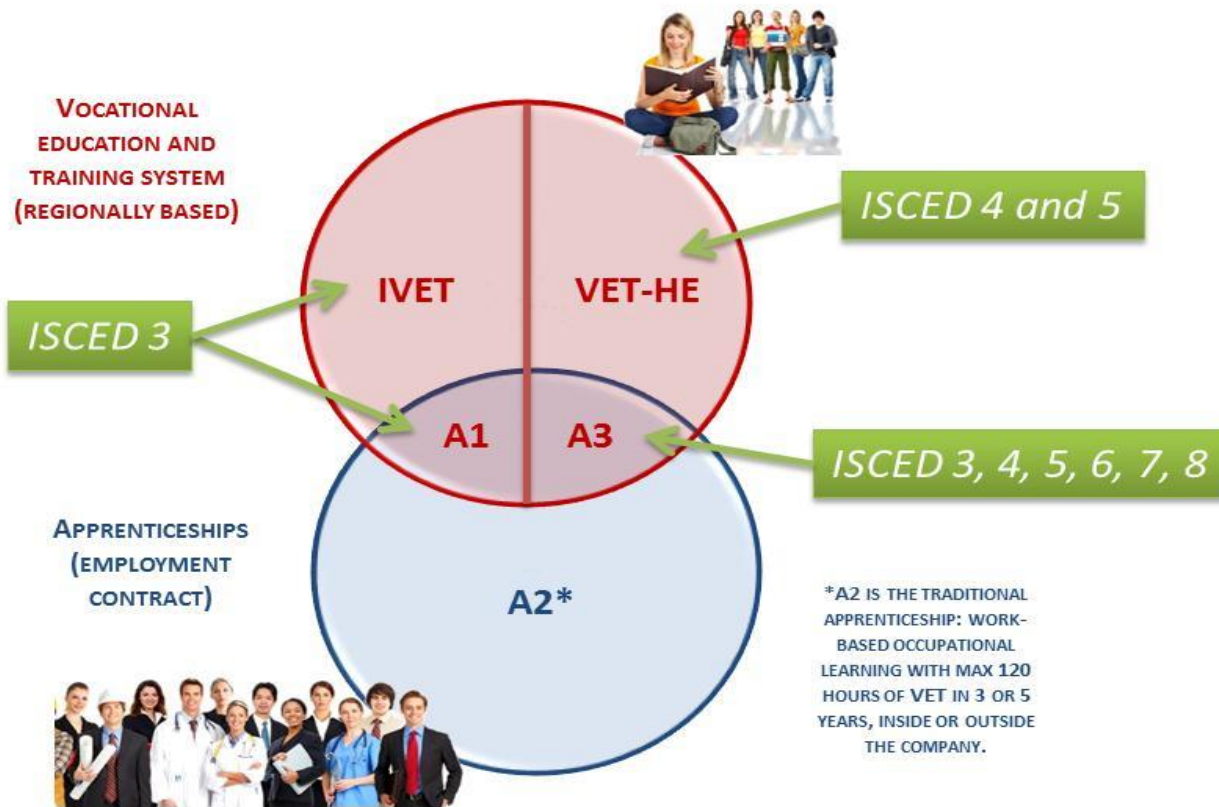 VOCATIONAL
EDUCATION AND
TRAINING SYSTEM
(REGIONALLY BASED)
ISCED 4 and 5
IVET
VET-HE
ISCED 3
A1
A3
ISCED 3, 4, 5, 6, 7, 8
APPRENTICESHIPS
(EMPLOYMENT
CONTRACT)
A2*
*A2 IS THE TRADITIONAL
APPRENTICESHIP: WORK-
BASED OCCUPATIONAL
LEARNING WITH MAX 120
HOURS OF VET IN 3 OR 5
YEARS, INSIDE OR OUTSIDE
THE COMPANY.